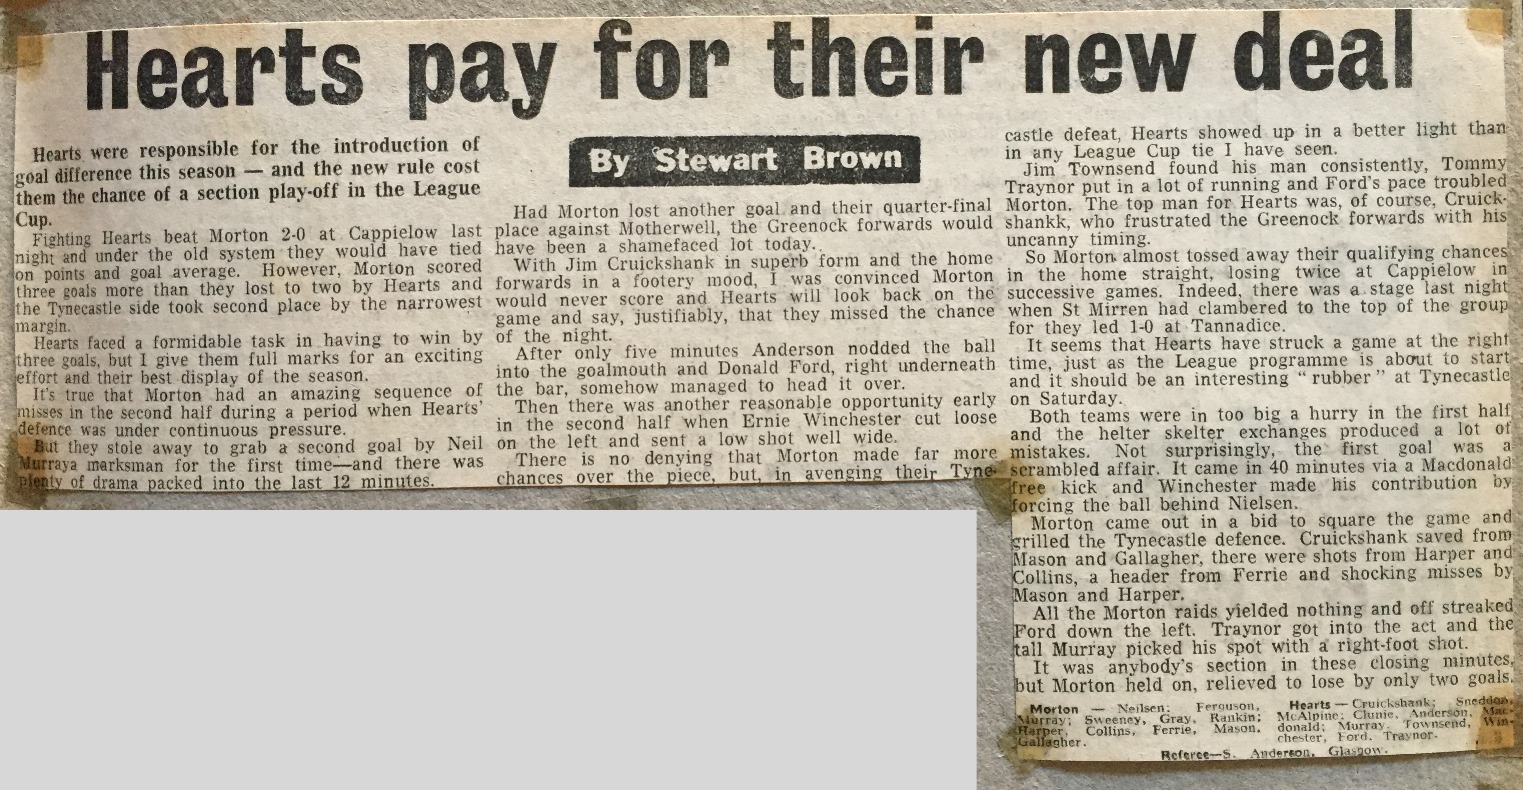 Hearts pay for their new deal
Hearts were responsible for the introduction of
goal difference this season — and the new rule cost
them the chance of a section play-off in the League
Cup.
Fighting Hearts beat Morton 2-0 at Cappielow last
night and under the old system they would have tied
on points and goal average. However, Morton scored
three goals more than they lost to two by Hearts and
the Tynecastle side took second place by the narrowest
margin.
Hearts faced a formidable task in having to win by
three goals, but I give them full marks for an exciting
effort and their best display of the season.
It's true that Morton had an amazing sequence of
misses in the second half during a period when Hearts'
defence was under continuous pressure.
But they stole away to grab a second goal by Neil
Murraya marksman for the first time—and there was
plenty of drama packed into the last 12 minutes.
By Stewart Brown
Had Morton lost another goal and their quarter-final
place against Motherwell, the Greenock forwards would
have been a shamefaced lot today.
With Jim Cruickshank in superb form and the home
forwards in a footery mood, I was convinced Morton
would never score and Hearts will look back on the
game and say, justifiably, that they missed the chance
of the night.
After only five minutes Anderson nodded the ball
into the goalmouth and Donald Ford, right underneath
the bar, somehow managed to head it over.
Then there was another reasonable opportunity early
in the second half when Ernie Winchester cut loose
on the left and sent a low shot well wide.
There is no denying that Morton made far more
chances over the piece, but, in avenging their Tyne-
castle defeat, Hearts showed up in a better light than
in any League Cup tie I have seen.
Jim Townsend found his man consistently, Tommy
Traynor put in a lot of running and Ford's pace troubled
Morton. The top man for Hearts was, of course, Cruick-
shankk, who frustrated the Greenock forwards with his
uncanny timing.
So Morton almost tossed away their qualifying chances
in the home straight, losing twice at Cappielow in
successive games. Indeed, there was a stage last night
when St Mirren had clambered to the top of the group
for they led 1-0 at Tannadice.
It seems that Hearts have struck a game at the right
time, just as the League programme is about to start
and it should be an interesting “ rubber ” at Tynecastle
on Saturday.
Both teams were in too big a hurry in the first half
and the helter skelter exchanges produced a lot of
mistakes. Not surprisingly, the first goal was a
scrambled affair. It came in 40 minutes via a Macdonald
free kick and Winchester made his contribution by
forcing the ball behind Nielsen.
Morton came out in a bid to square the game and
grilled the Tynecastle defence. Cruickshank saved from
Mason and Gallagher, there were shots from Harper and
Collins, a header from Ferrie and shocking misses by
Mason and Harper.
All the Morton raids yielded nothing and off streaked
Ford down the left. Traynor got into the act and the
tall Murray picked his spot with a right-foot shot.
It was anybody's section in these closing minutes,
but Morton held on, relieved to lose by only two goals.
Morton — Neilsen; Ferguson,
Murray; Sweeney, Gray, Rankin;
Harper, Collins, Ferrie, Mason,
Gallagher.
Hearts — Cruickshank; Sneddon,
McAlpine; Clunie, Anderson, Mac-
donald; Murray, Townsend, Win-
chester, Ford, Traynor.
Referee—S. Anderson, Glasgow.